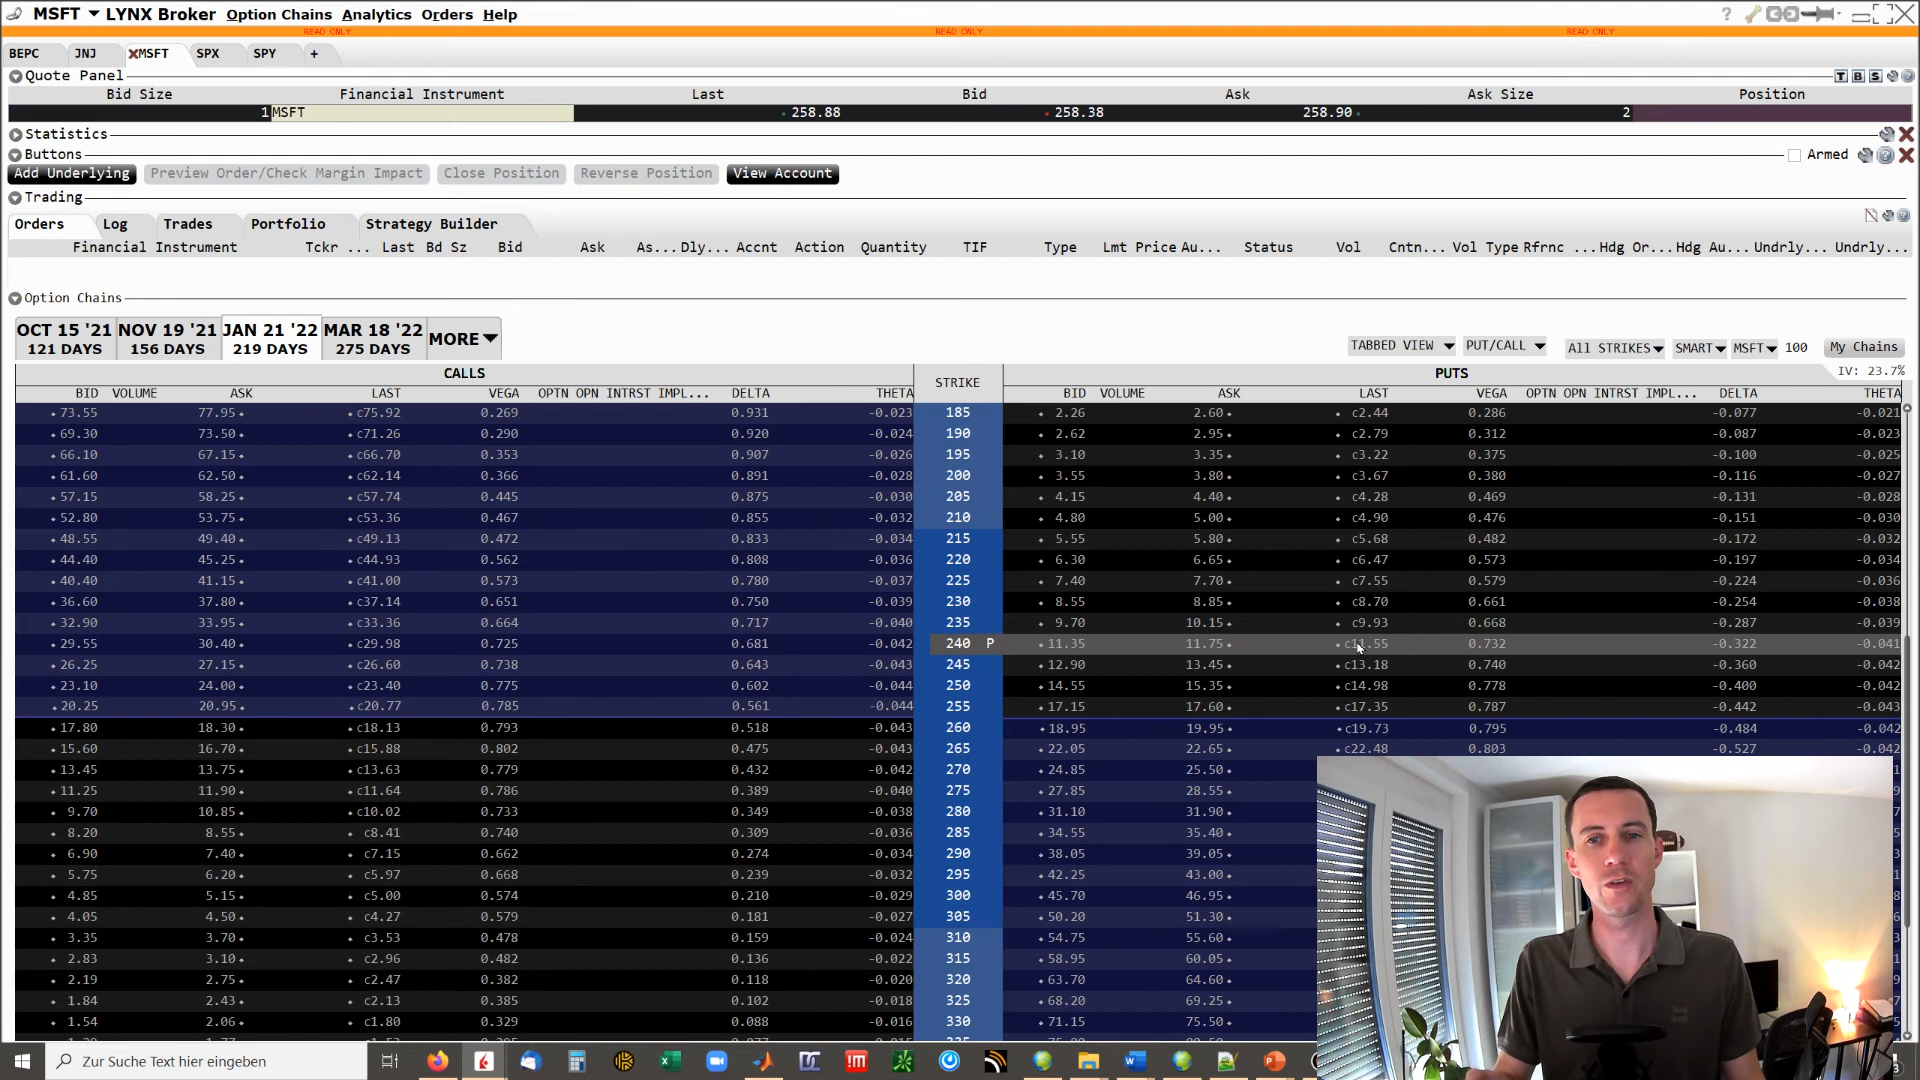 MSFT LYNX Broker Option Chains Analytics Orders Help
READ ONLY READ ONLY READ ONLY
BEPC JNJ MSFT SPX SPY +
Quote Panel T B S
Bid Size Financial Instrument Last Bid Ask Ask Size Position
1 MSFT 258.88 258.38 258.90 2
Statistics
Buttons Armed
Add Underlying Preview Order/Check Margin Impact Close Position Reverse Position View Account
Trading
Orders Log Trades Portfolio Strategy Builder
Financial Instrument Tckr ... Last Bd Sz Bid Ask As... Dly... Accnt Action Quantity TIF Type Lmt Price Au... Status Vol Cntn... Vol Type Rfrnc ... Hdg Or... Hdg Au... Undrly... Undrly...
Option Chains
OCT 15 '21 NOV 19 '21 JAN 21 '22 MAR 18 '22 MORE
121 DAYS 156 DAYS 219 DAYS 275 DAYS
TABBED VIEW PUT/CALL All STRIKES SMART MSFT 100 My Chains
CALLS STRIKE PUTS IV: 23.7%
BID VOLUME ASK LAST VEGA OPTN OPN INTRST IMPL... DELTA THETA BID VOLUME ASK LAST VEGA OPTN OPN INTRST IMPL... DELTA THETA
73.55 77.95 c75.92 0.269 0.931 -0.023 185 2.26 2.60 c2.44 0.286 -0.077 -0.021
69.30 73.50 c71.26 0.290 0.920 -0.024 190 2.62 2.95 c2.79 0.312 -0.087 -0.023
66.10 67.15 c66.70 0.353 0.907 -0.026 195 3.10 3.35 c3.22 0.375 -0.100 -0.025
61.60 62.50 c62.14 0.366 0.891 -0.028 200 3.55 3.80 c3.67 0.380 -0.116 -0.027
57.15 58.25 c57.74 0.445 0.875 -0.030 205 4.15 4.40 c4.28 0.469 -0.131 -0.028
52.80 53.75 c53.36 0.467 0.855 -0.032 210 4.80 5.00 c4.90 0.476 -0.151 -0.030
48.55 49.40 c49.13 0.472 0.833 -0.034 215 5.55 5.80 c5.68 0.482 -0.172 -0.032
44.40 45.25 c44.93 0.562 0.808 -0.036 220 6.30 6.65 c6.47 0.573 -0.197 -0.034
40.40 41.15 c41.00 0.573 0.780 -0.037 225 7.40 7.70 c7.55 0.579 -0.224 -0.036
36.60 37.80 c37.14 0.651 0.750 -0.039 230 8.55 8.85 c8.70 0.661 -0.254 -0.038
32.90 33.95 c33.36 0.664 0.717 -0.040 235 9.70 10.15 c9.93 0.668 -0.287 -0.039
29.55 30.40 c29.98 0.725 0.681 -0.042 240 P 11.35 11.75 c11.55 0.732 -0.322 -0.041
26.25 27.15 c26.60 0.738 0.643 -0.043 245 12.90 13.45 c13.18 0.740 -0.360 -0.042
23.10 24.00 c23.40 0.775 0.602 -0.044 250 14.55 15.35 c14.98 0.778 -0.400 -0.042
20.25 20.95 c20.77 0.785 0.561 -0.044 255 17.15 17.60 c17.35 0.787 -0.442 -0.043
17.80 18.30 c18.13 0.793 0.518 -0.043 260 18.95 19.95 c19.73 0.795 -0.484 -0.042
15.60 16.70 c15.88 0.802 0.475 -0.043 265 22.05 22.65 c22.48 0.803 -0.527 -0.042
13.45 13.75 c13.63 0.779 0.432 -0.042 270 24.85 25.50
11.25 11.90 c11.64 0.786 0.389 -0.040 275 27.85 28.55
9.70 10.85 c10.02 0.733 0.349 -0.038 280 31.10 31.90
8.20 8.55 c8.41 0.740 0.309 -0.036 285 34.55 35.40
6.90 7.40 c7.15 0.662 0.274 -0.034 290 38.05 39.05
5.75 6.20 c5.97 0.668 0.239 -0.032 295 42.25 43.00
4.85 5.15 c5.00 0.574 0.210 -0.029 300 45.70 46.95
4.05 4.50 c4.27 0.579 0.181 -0.027 305 50.20 51.30
3.35 3.70 c3.53 0.478 0.159 -0.024 310 54.75 55.60
2.83 3.10 c2.96 0.482 0.136 -0.022 315 58.95 60.05
2.19 2.75 c2.47 0.382 0.118 -0.020 320 63.70 64.60
1.84 2.43 c2.13 0.385 0.102 -0.018 325 68.20 69.25
1.54 2.06 c1.80 0.329 0.088 -0.016 330 71.15 75.50
Zur Suche Text hier eingeben